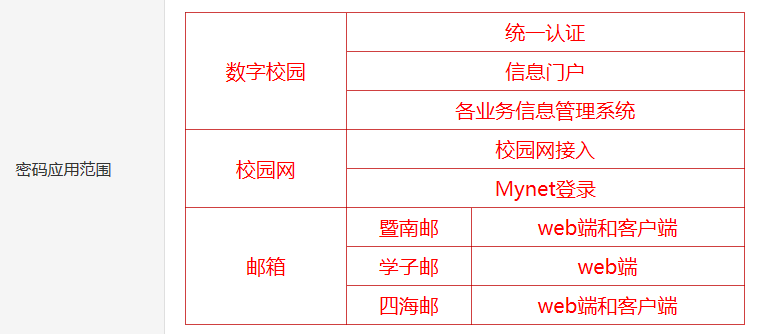 密码应用范围
数字校园
统一认证
信息门户
各业务信息管理系统
校园网
校园网接入
Mynet登录
邮箱
暨南邮 web端和客户端
学子邮 web端
四海邮 web端和客户端